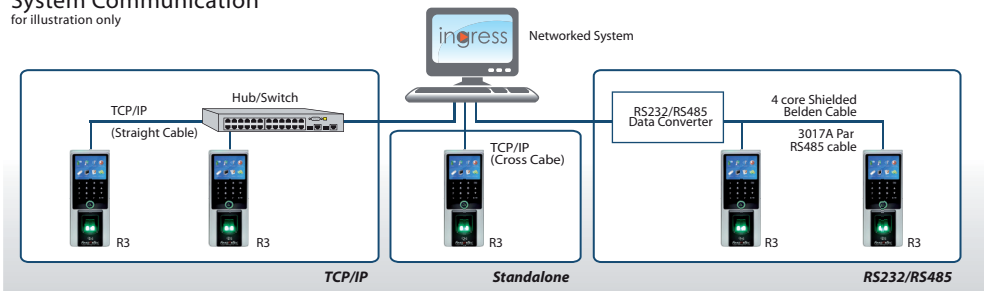 System Communication
for illustration only
ingress
Networked System
TCP/IP
(Straight Cable)
Hub/Switch
R3
R3
TCP/IP
TCP/IP
(Cross Cabe)
R3
Standalone
RS232/RS485
Data Converter
4 core Shielded
Belden Cable
3017A Par
RS485 cable
R3
R3
RS232/RS485